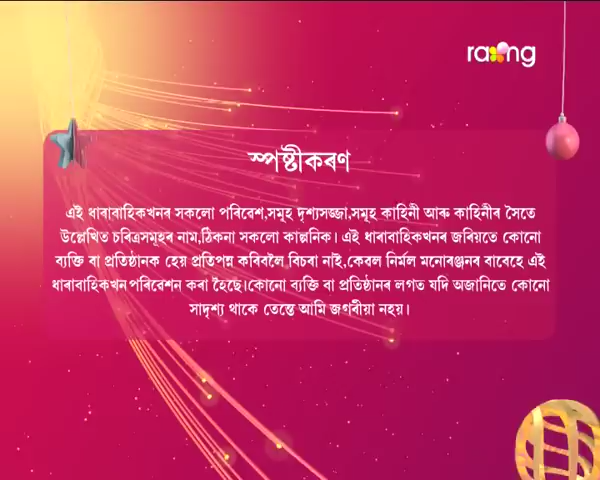 rang
স্পষ্টীকৰণ
এই ধাৰাবাহিকখনৰ সকলো পৰিৱেশ,সমূহ দৃশ্যসজ্জা,সমূহ কাহিনী আৰু কাহিনীৰ সৈতে
উল্লেখিত চৰিত্ৰসমূহৰ নাম,ঠিকনা সকলো কাল্পনিক। এই ধাৰাবাহিকখনৰ জৰিয়তে কোনো
ব্যক্তি বা প্ৰতিষ্ঠানক হেয় প্ৰতিপন্ন কৰিবলৈ বিচৰা নাই,কেৱল নিৰ্মল মনোৰঞ্জনৰ বাবেহে এই
ধাৰাবাহিকখন পৰিৱেশন কৰা হৈছে।কোনো ব্যক্তি বা প্ৰতিষ্ঠানৰ লগত যদি অজানিতে কোনো
সাদৃশ্য থাকে তেন্তে আমি জগৰীয়া নহয়।